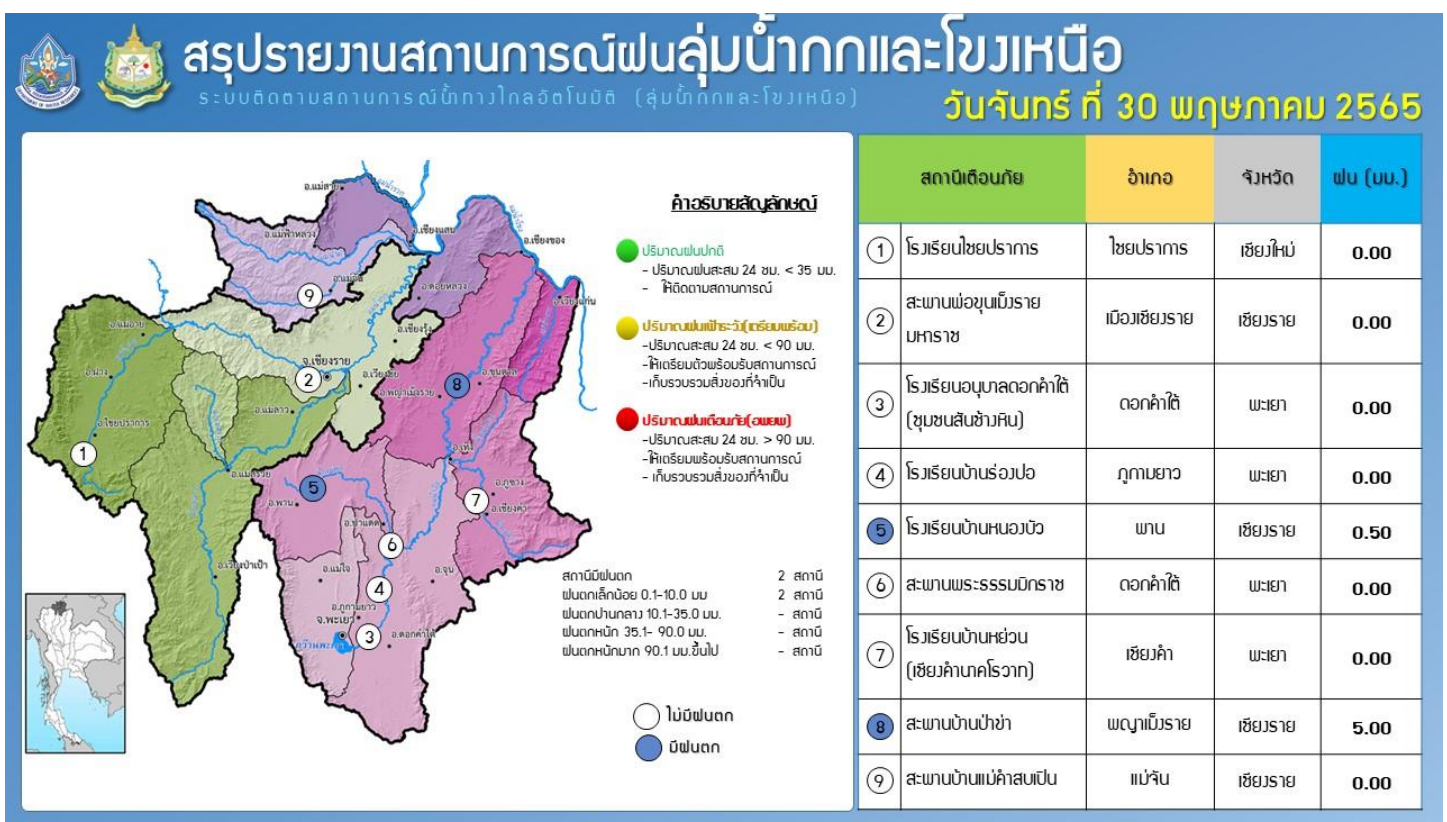 สรุปรายงานสถานการณ์ฝนลุ่มน้ำกกและโขงเหนือ
ระบบติดตามสถานการณ์น้ำทางไกลอัตโนมัติ (ลุ่มน้ำกกและโขงเหนือ)
วันจันทร์ ที่ 30 พฤษภาคม 2565
คำอธิบายสัญลักษณ์
ปริมาณฝนปกติ
- ปริมาณฝนสะสม 24 ชม. < 35 มม.
- ให้ติดตามสถานการณ์
ปริมาณฝนเฝ้าระวัง(เตรียมพร้อม)
-ปริมาณสะสม 24 ชม. < 90 มม.
-ให้เตรียมตัวพร้อมรับสถานการณ์
-เก็บรวบรวมสิ่งของที่จำเป็น
ปริมาณฝนเตือนภัย(อพยพ)
-ปริมาณสะสม 24 ชม. > 90 มม.
-ให้เตรียมพร้อมรับสถานการณ์
- เก็บรวบรวมสิ่งของที่จำเป็น
อ.แม่สาย
อ.แม่ฟ้าหลวง
อ.เชียงแสน
อ.เชียงของ
อ.แม่จัน
9
อ.ดอยหลวง
อ.เวียงแก่น
อ.แม่อาย
อ.เชียงรุ้ง
จ.เชียงราย
2
อ.ฝาง
อ.เวียงชัย
อ.พญาเม็งราย
8
อ.ขุนตาล
อ.แม่ลาว
อ.ไชยปราการ
1
อ.เทิง
อ.แม่สรวย
5
อ.พาน
อ.ภูซาง
7
อ.เชียงคำ
อ.ป่าแดด
6
อ.เวียงป่าเป้า
อ.แม่ใจ
4
อ.จุน
อ.ภูกามยาว
จ.พะเยา
3
อ.ดอกคำใต้
กว๊านพะเยา
สถานีมีฝนตก 2 สถานี
ฝนตกเล็กน้อย 0.1-10.0 มม 2 สถานี
ฝนตกปานกลาง 10.1-35.0 มม. - สถานี
ฝนตกหนัก 35.1- 90.0 มม. - สถานี
ฝนตกหนักมาก 90.1 มม.ขึ้นไป - สถานี
ไม่มีฝนตก
มีฝนตก
สถานีเตือนภัย อำเภอ จังหวัด ฝน (มม.)
1 โรงเรียนไชยปราการ ไชยปราการ เชียงใหม่ 0.00
2 สะพานพ่อขุนเม็งราย เมืองเชียงราย เชียงราย 0.00
มหาราช
3 โรงเรียนอนุบาลดอกคำใต้ ดอกคำใต้ พะเยา 0.00
(ชุมชนสันช้างหิน)
4 โรงเรียนบ้านร่องปอ ภูกามยาว พะเยา 0.00
5 โรงเรียนบ้านหนองบัว พาน เชียงราย 0.50
6 สะพานพระธรรมมิกราช ดอกคำใต้ พะเยา 0.00
7 โรงเรียนบ้านหย่วน เชียงคำ พะเยา 0.00
(เชียงคำนาคโรวาท)
8 สะพานบ้านป่าข่า พญาเม็งราย เชียงราย 5.00
9 สะพานบ้านแม่คำสบเปิน แม่จัน เชียงราย 0.00